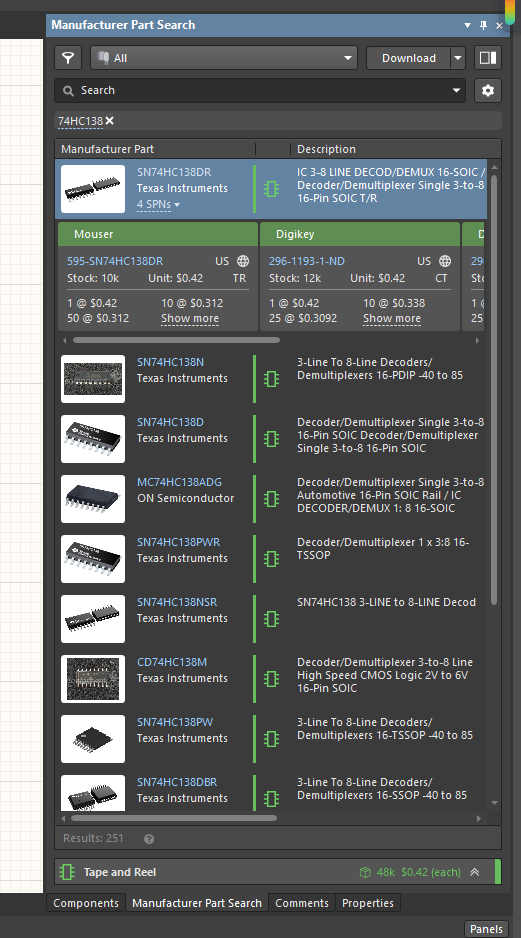 Manufacturer Part Search
All
Download
Search
74HC138
Manufacturer Part
Description
SN74HC138DR
Texas Instruments
4 SPNs
IC 3-8 LINE DECOD/DEMUX 16-SOIC /
Decoder/Demultiplexer Single 3-to-8
16-Pin SOIC T/R
Mouser
595-SN74HC138DR US
Stock: 10k Unit: $0.42 TR
1 @ $0.42 10 @ $0.312
50 @ $0.312 Show more
Digikey
296-1193-1-ND US
Stock: 12k Unit: $0.42 CT
1 @ $0.42 10 @ $0.338
25 @ $0.3092 Show more
SN74HC138N
Texas Instruments
3-Line To 8-Line Decoders/
Demultiplexers 16-PDIP -40 to 85
SN74HC138D
Texas Instruments
Decoder/Demultiplexer Single 3-to-8
16-Pin SOIC Decoder/Demultiplexer
Single 3-to-8 16-Pin SOIC
MC74HC138ADG
ON Semiconductor
Decoder/Demultiplexer Single 3-to-8
Automotive 16-Pin SOIC Rail / IC
DECODER/DEMUX 1: 8 16-SOIC
SN74HC138PWR
Texas Instruments
Decoder/Demultiplexer 1 x 3:8 16-
TSSOP
SN74HC138NSR
Texas Instruments
SN74HC138 3-LINE to 8-LINE Decod
CD74HC138M
Texas Instruments
Decoder/Demultiplexer 3-to-8 Line
High Speed CMOS Logic 2V to 6V
16-Pin SOIC
SN74HC138PW
Texas Instruments
3-Line To 8-Line Decoders/
Demultiplexers 16-TSSOP -40 to 85
SN74HC138DBR
Texas Instruments
3-Line To 8-Line Decoders/
Demultiplexers 16-SSOP -40 to 85
Results: 251
Tape and Reel
48k $0.42 (each)
Components
Manufacturer Part Search
Comments
Properties
Panels